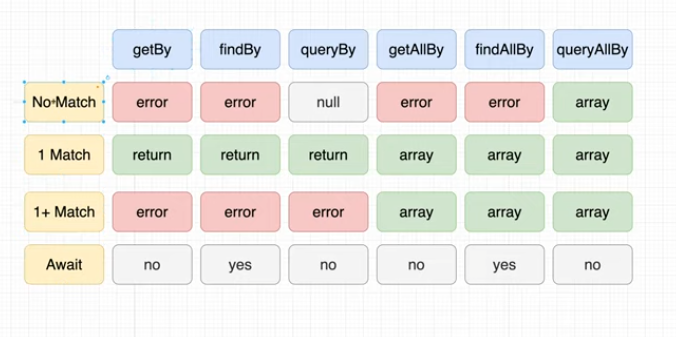 getBy findBy queryBy getAllBy findAllBy queryAllBy
No Match error error null error error array
1 Match return return return array array array
1+ Match error error error array array array
Await no yes no no yes no